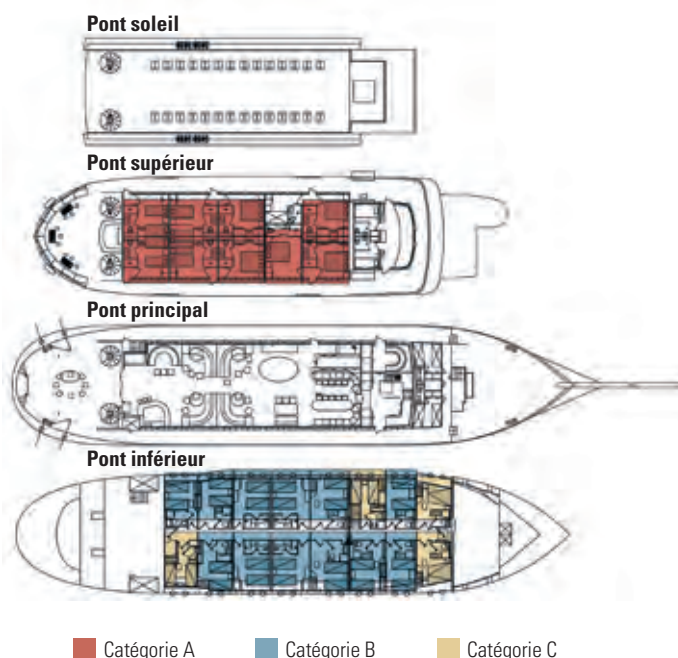 Pont soleil
Pont supérieur
Pont principal
Pont inférieur
Catégorie A Catégorie B Catégorie C